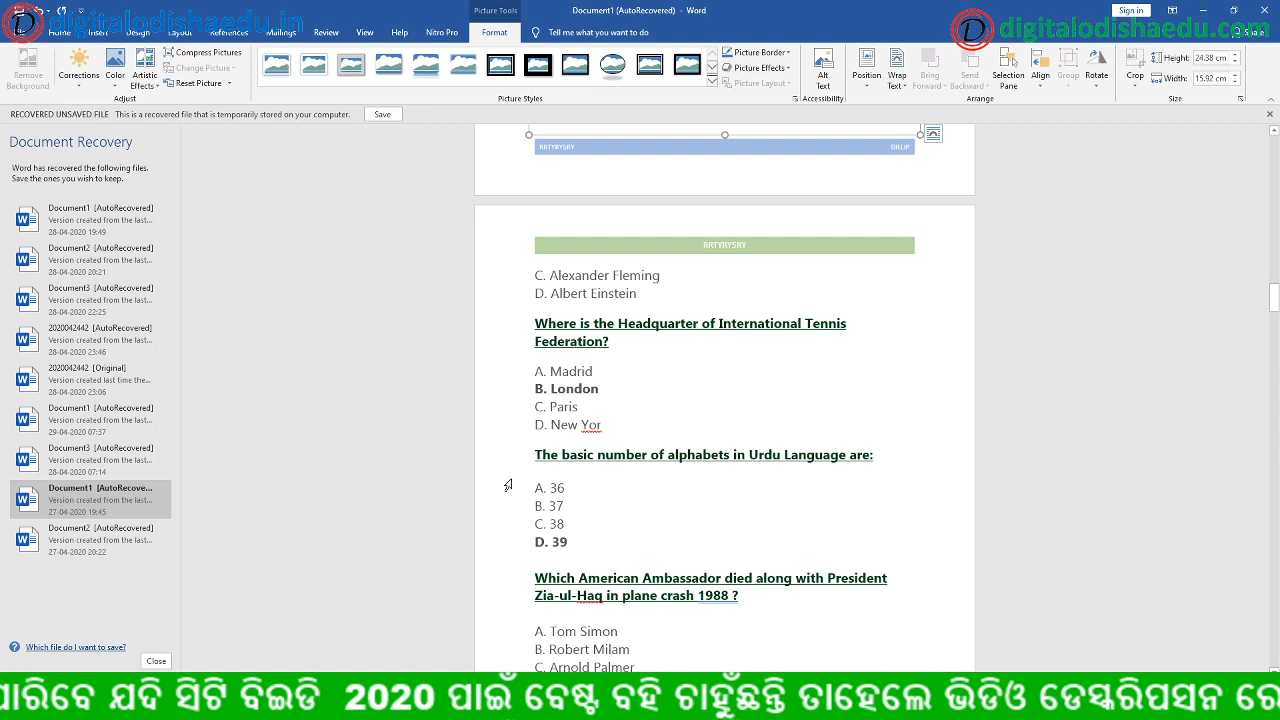 digitalodishaedu.in
Picture Tools
Document1 [AutoRecovered] - Word
Sign in
digitalodishaedu.com
Mailings
Review
View
Help
Nitro Pro
Format
Tell me what you want to do
Remove Background
Corrections
Color
Artistic Effects
Compress Pictures
Change Picture
Reset Picture
Adjust
Picture Styles
Picture Border
Picture Effects
Picture Layout
Alt Text
Accessibility
Position
Wrap Text
Bring Forward
Send Backward
Selection Pane
Align
Group
Rotate
Arrange
Crop
Height: 24.38 cm
Width: 15.92 cm
Size
RECOVERED UNSAVED FILE This is a recovered file that is temporarily stored on your computer.
Save
Document Recovery
Word has recovered the following files.
Save the ones you wish to keep.
Document1 [AutoRecovered]
Version created from the last...
28-04-2020 19:49
Document2 [AutoRecovered]
Version created from the last...
28-04-2020 20:21
Document3 [AutoRecovered]
Version created from the last...
28-04-2020 22:25
2020042442 [AutoRecovered]
Version created from the last...
28-04-2020 23:46
2020042442 [Original]
Version created last time the...
28-04-2020 23:06
Document1 [AutoRecovered]
Version created from the last...
29-04-2020 07:37
Document3 [AutoRecovered]
Version created from the last...
28-04-2020 07:14
Document1 [AutoRecove...
Version created from the last...
27-04-2020 19:45
Document2 [AutoRecovered]
Version created from the last...
27-04-2020 20:22
Which file do I want to save?
Close
RRTYRYSRY
DILLIP
RRTYRYSRY
C. Alexander Fleming
D. Albert Einstein
Where is the Headquarter of International Tennis
Federation?
A. Madrid
B. London
C. Paris
D. New Yor
The basic number of alphabets in Urdu Language are:
A. 36
B. 37
C. 38
D. 39
Which American Ambassador died along with President
Zia-ul-Haq in plane crash 1988 ?
A. Tom Simon
B. Robert Milam
C. Arnold Palmer
ପାରିବେ ଯଦି ସିଟି ବିଇଡି 2020 ପାଇଁ ବେଷ୍ଟ ବହି ଚାହୁଁଛନ୍ତି ତାହେଲେ ଭିଡିଓ ଡେସ୍କରିପସନ ରେ